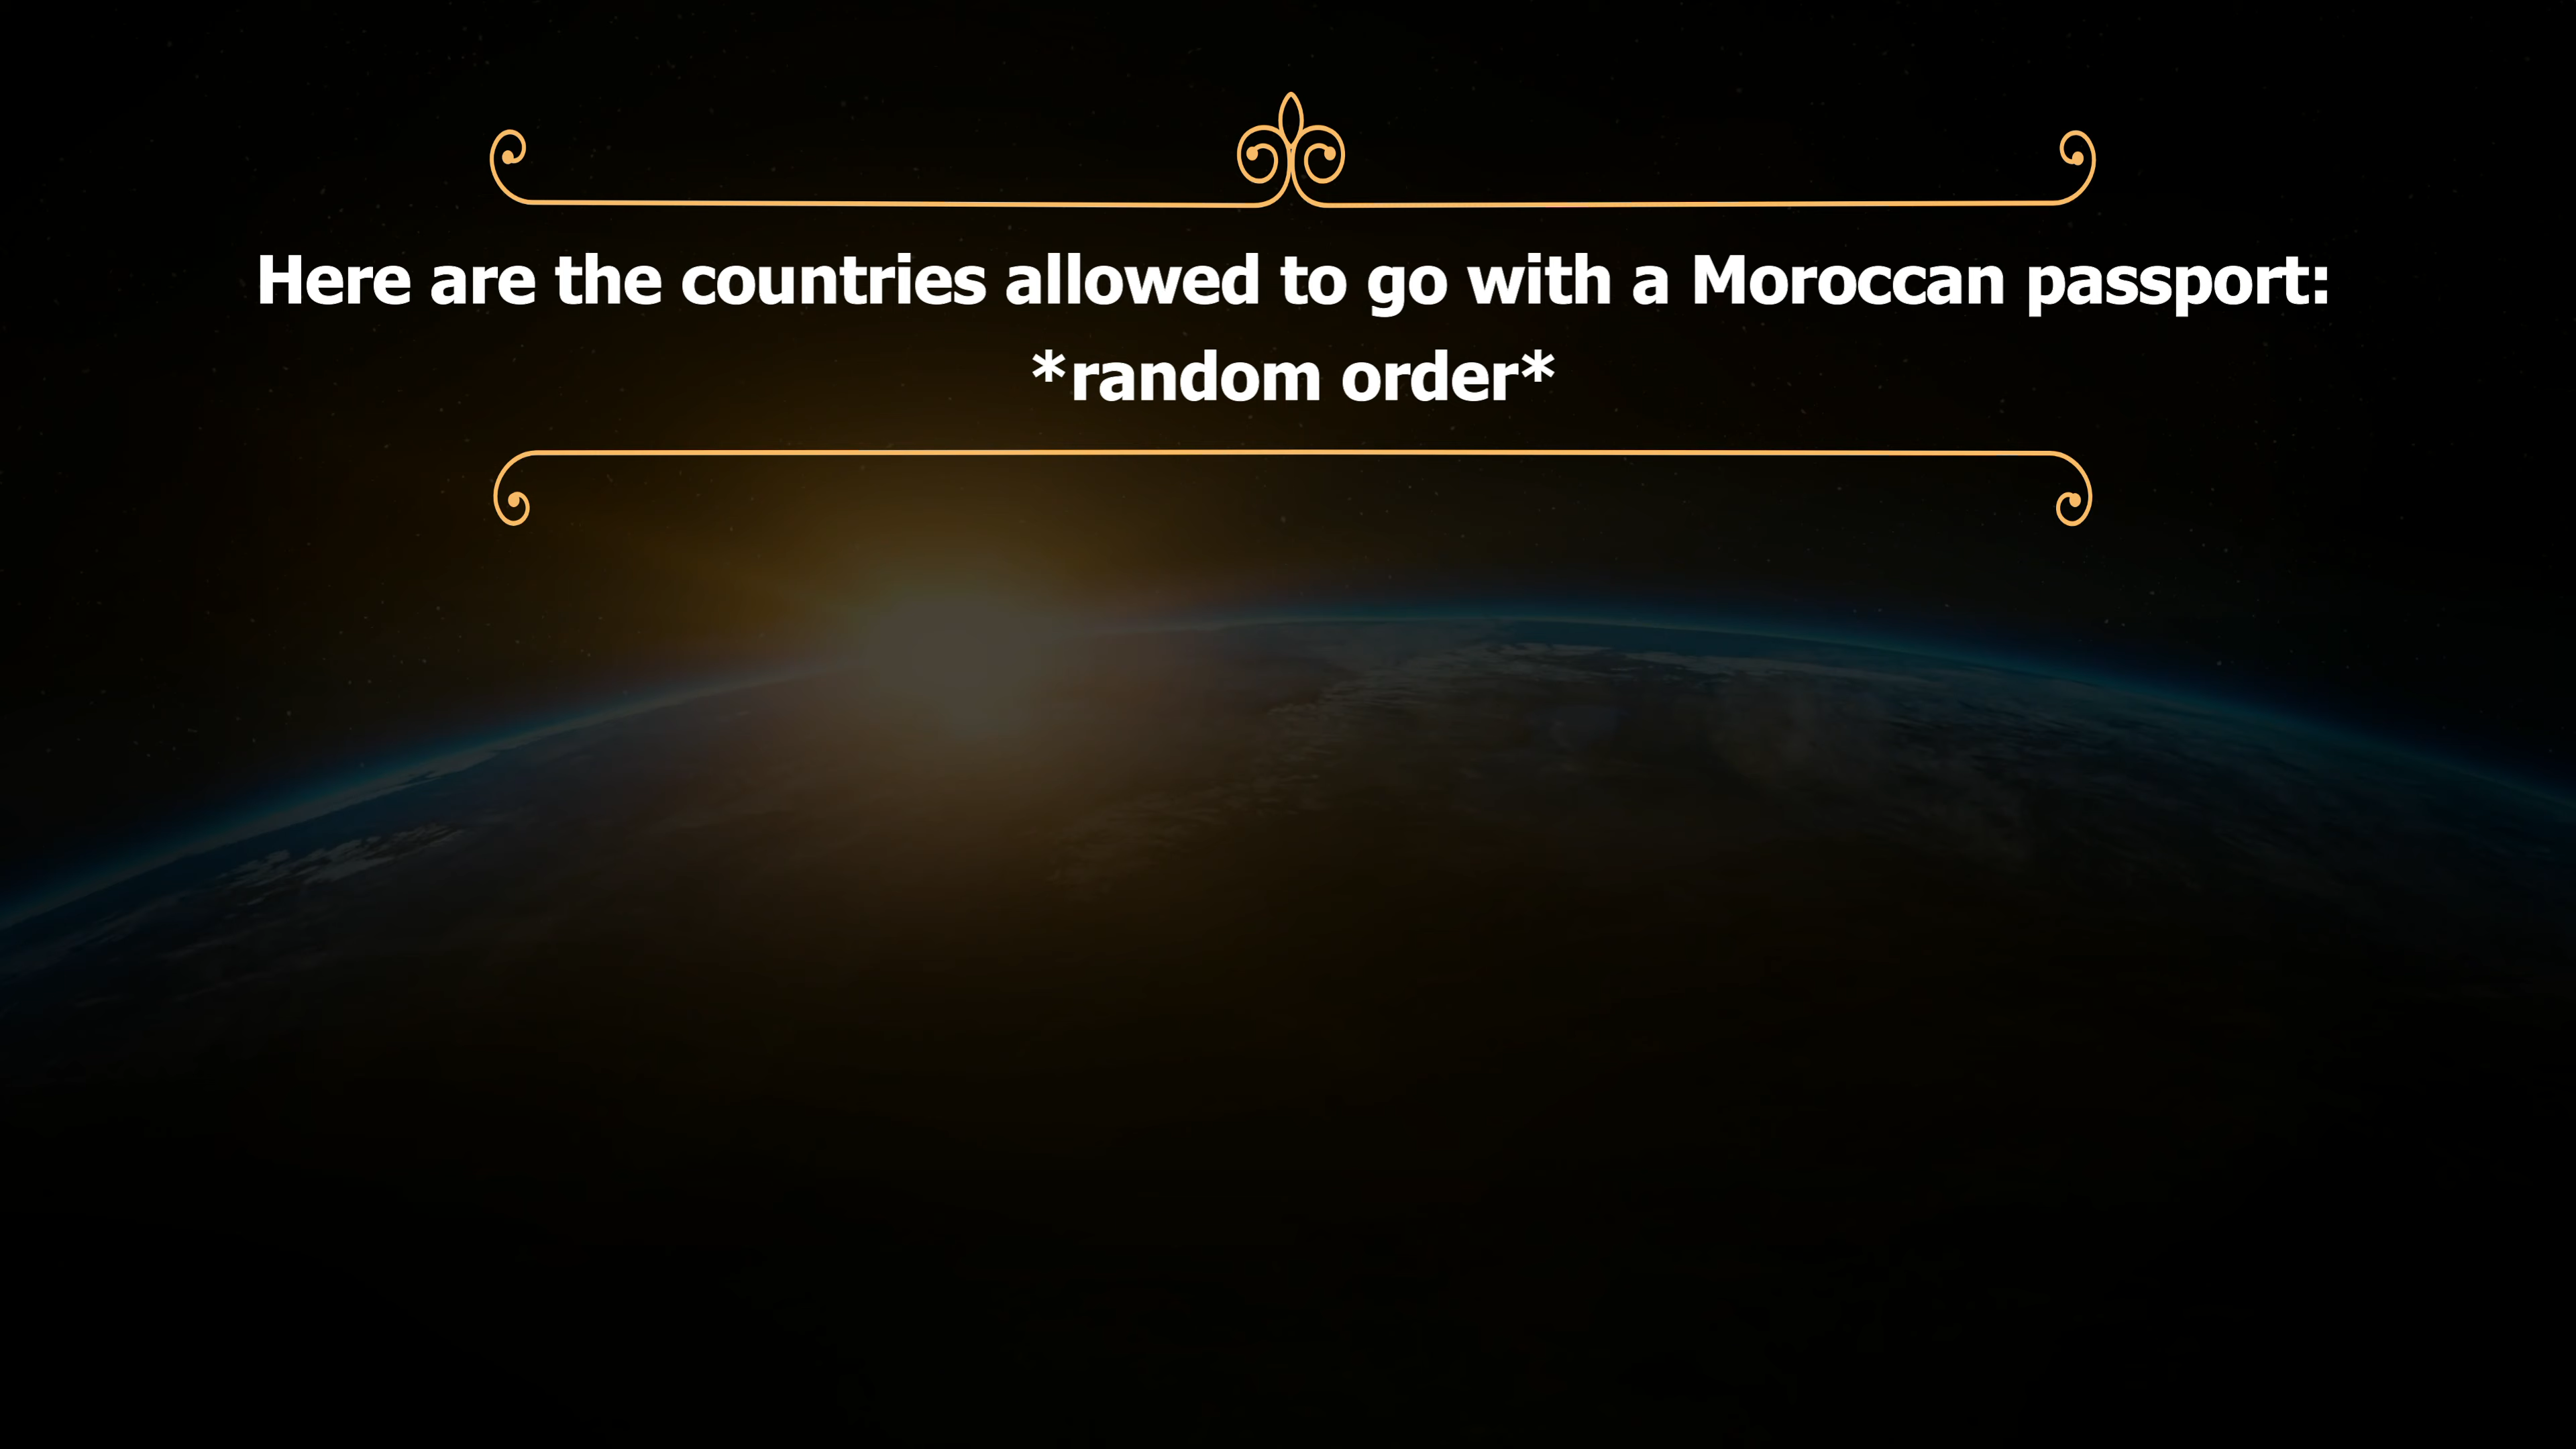 Here are the countries allowed to go with a Moroccan passport:
*random order*